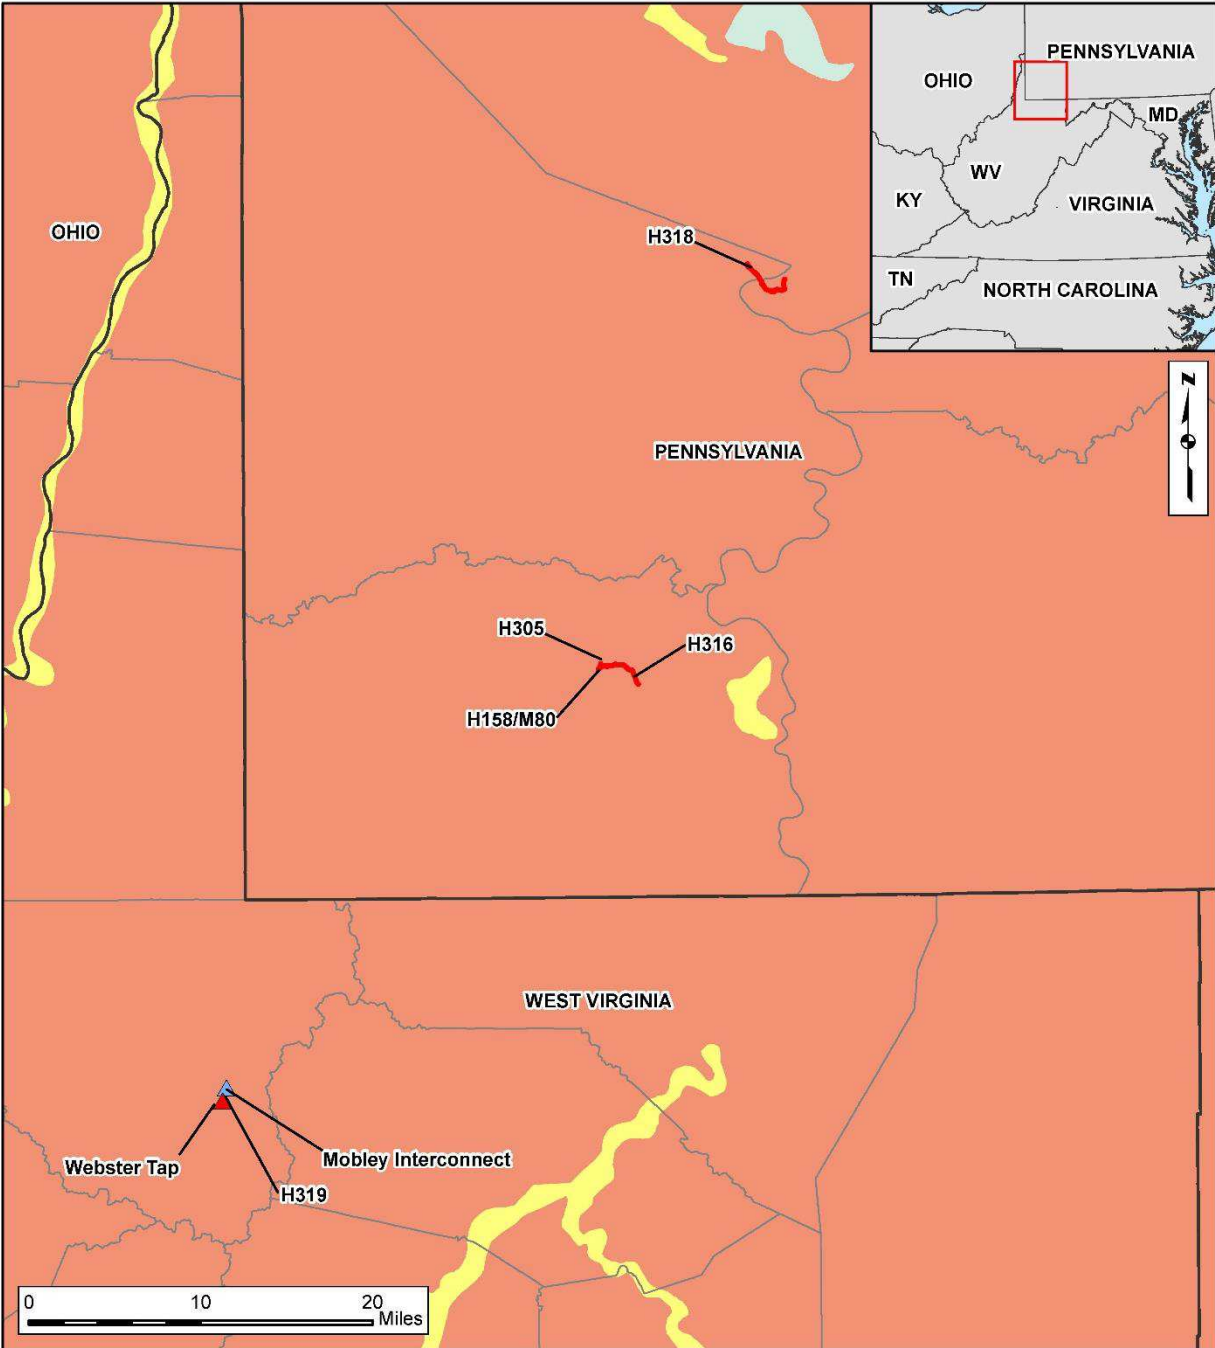 PENNSYLVANIA
OHIO
MD
WV
KY
VIRGINIA
TN
NORTH CAROLINA
OHIO
H318
N
PENNSYLVANIA
H305
H316
H158/M80
WEST VIRGINIA
Webster Tap
Mobley Interconnect
H319
0 10 20
Miles